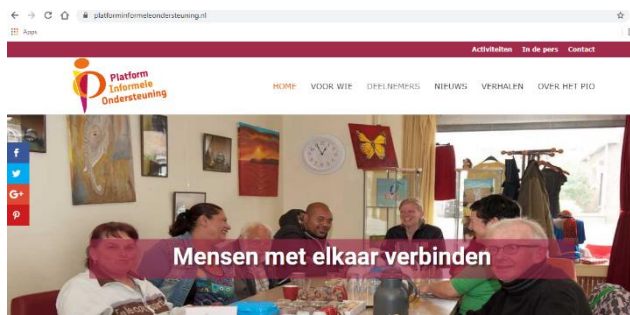 platforminformeleondersteuning.nl
Apps
Activiteiten In de pers Contact
Platform
Informele
Ondersteuning
HOME VOOR WIE DEELNEMERS NIEUWS VERHALEN OVER HET PIO
f
G+
Mensen met elkaar verbinden